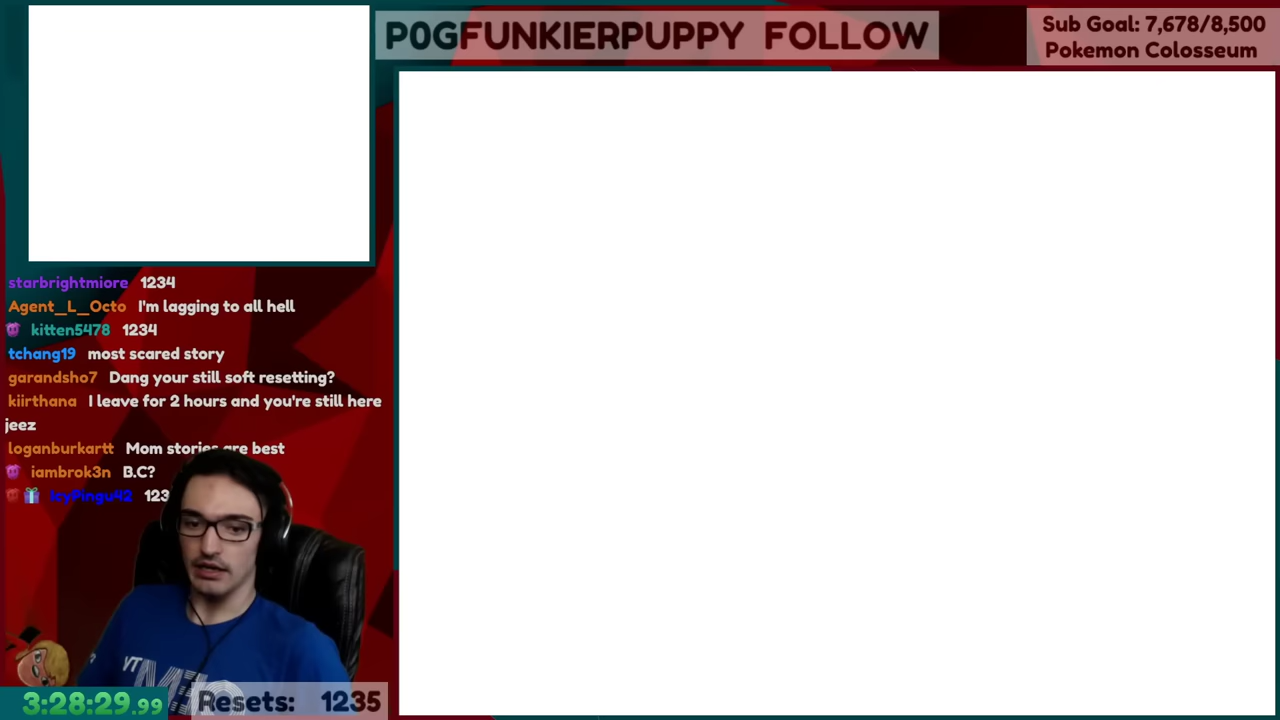 P0GFUNKIERPUPPY FOLLOW
Sub Goal: 7,678/8,500
Pokemon Colosseum
starbrightmiore 1234
Agent_L_Octo I'm lagging to all hell
kitten5478 1234
tchang19 most scared story
garandsho7 Dang your still soft resetting?
kiirthana I leave for 2 hours and you're still here
jeez
loganburkartt Mom stories are best
iambrok3n B.C?
IcyPingu42 123
3:28:29.99
Resets: 1235